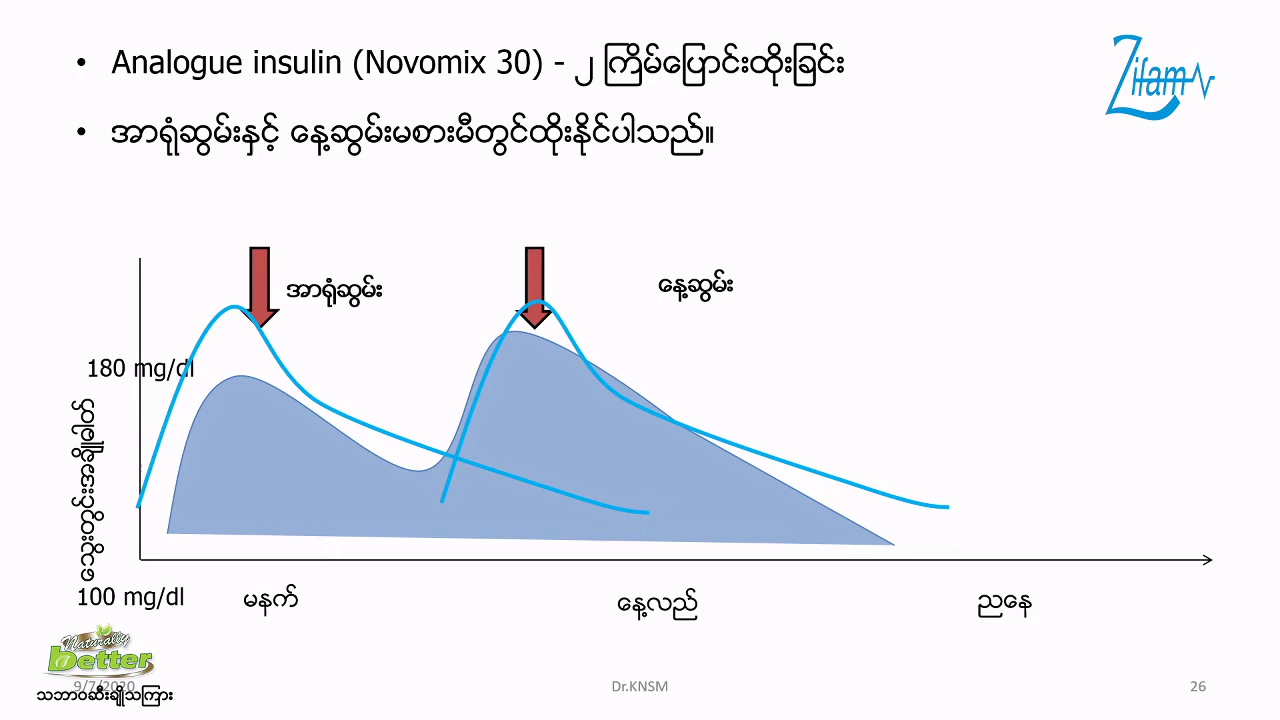 • Analogue insulin (Novomix 30) - ၂ ကြိမ်ပြောင်းထိုးခြင်း
• အာရုံဆွမ်းနှင့် နေ့ဆွမ်းမစားမီတွင်ထိုးနိုင်ပါသည်။
Zifam
အာရုံဆွမ်း
နေ့ဆွမ်း
180 mg/dl
100 mg/dl
မနက်
နေ့လည်
ညနေ
Naturally
better
သဘာဝဆီးချိုသကြား
9/7/2020
Dr.KNSM
26